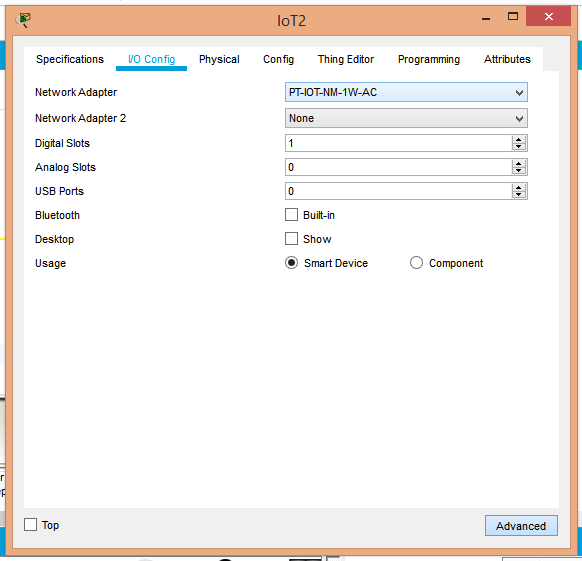 IoT2
Specifications I/O Config Physical Config Thing Editor Programming Attributes
Network Adapter PT-IOT-NM-1W-AC
Network Adapter 2 None
Digital Slots 1
Analog Slots 0
USB Ports 0
Bluetooth Built-in
Desktop Show
Usage Smart Device Component
Top Advanced